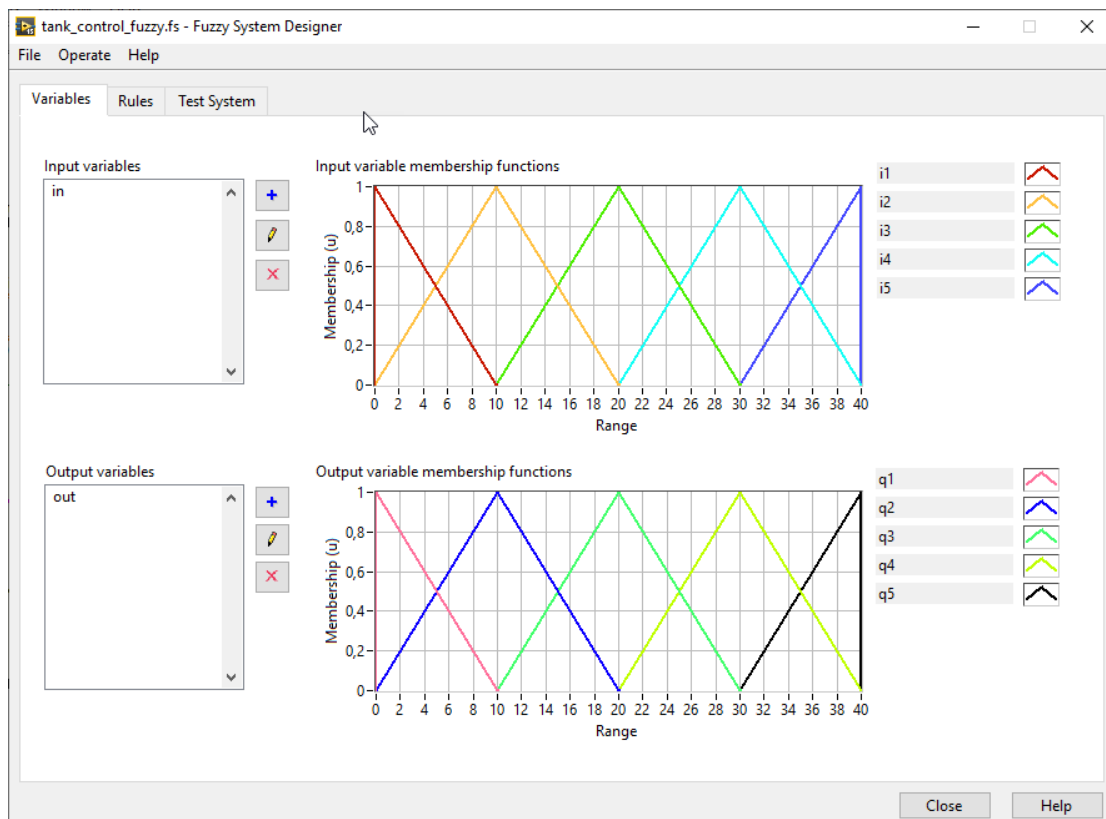 tank_control_fuzzy.fs - Fuzzy System Designer
File Operate Help
Variables Rules Test System
Input variables
in
Input variable membership functions
Membership (u)
1
0,8
0,6
0,4
0,2
0
0 2 4 6 8 10 12 14 16 18 20 22 24 26 28 30 32 34 36 38 40
Range
i1
i2
i3
i4
i5
Output variables
out
Output variable membership functions
Membership (u)
1
0,8
0,6
0,4
0,2
0
0 2 4 6 8 10 12 14 16 18 20 22 24 26 28 30 32 34 36 38 40
Range
q1
q2
q3
q4
q5
Close Help